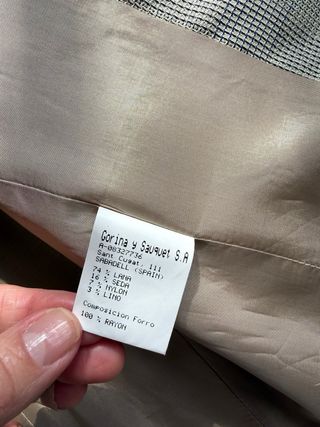 Gorina y Sauquet S.A
A-08327736
Sant Cugat, 111
SABADELL (SPAIN)
74 % LANA
16 % SEDA
7 % NYLON
3 % LINO
Composicion Forro
100 % RAYON